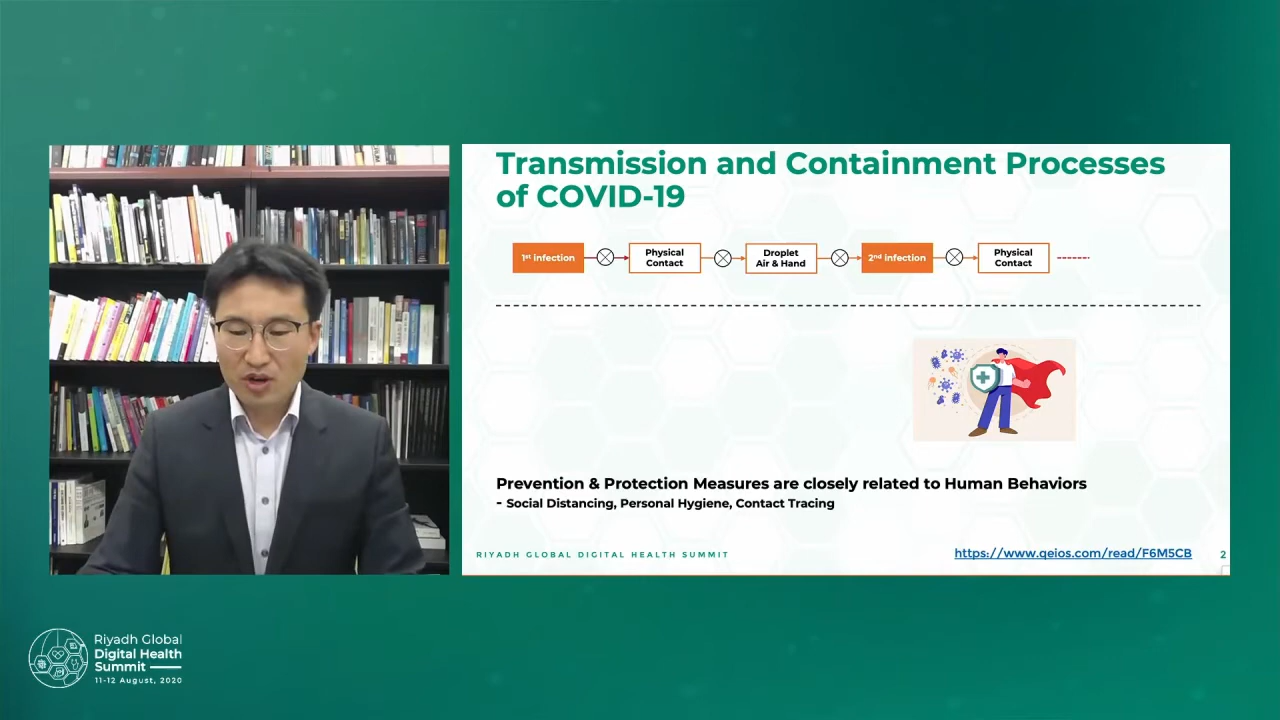 Transmission and Containment Processes
of COVID-19
1st infection
Physical
Contact
Droplet
Air & Hand
2nd infection
Physical
Contact
Prevention & Protection Measures are closely related to Human Behaviors
- Social Distancing, Personal Hygiene, Contact Tracing
RIYADH GLOBAL DIGITAL HEALTH SUMMIT
https://www.qeios.com/read/F6M5CB
2
Riyadh Global
Digital Health
Summit
11-12 August, 2020